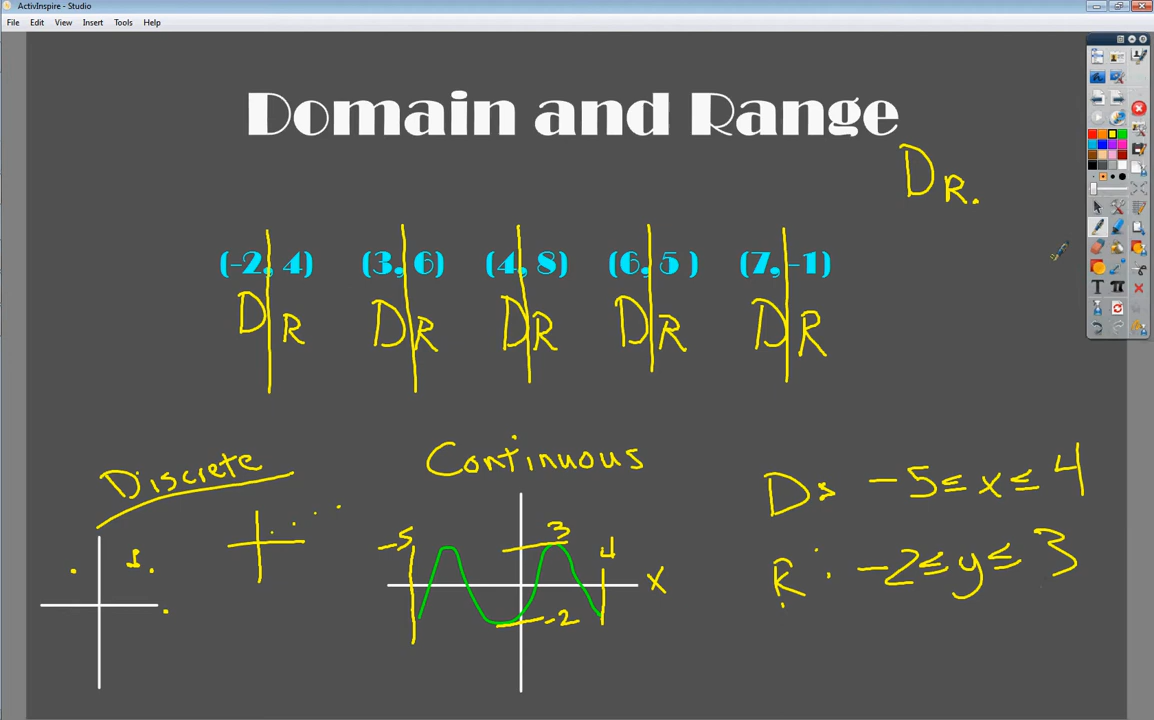 ActivInspire - Studio
File Edit View Insert Tools Help
Domain and Range
D R.
(-2, 4) (3, 6) (4, 8) (6, 5 ) (7, -1)
D R D R D R D R D R
Discrete
Continuous
D: -5 ≤ x ≤ 4
-5 3 4
X
-2
R: -2 ≤ y ≤ 3